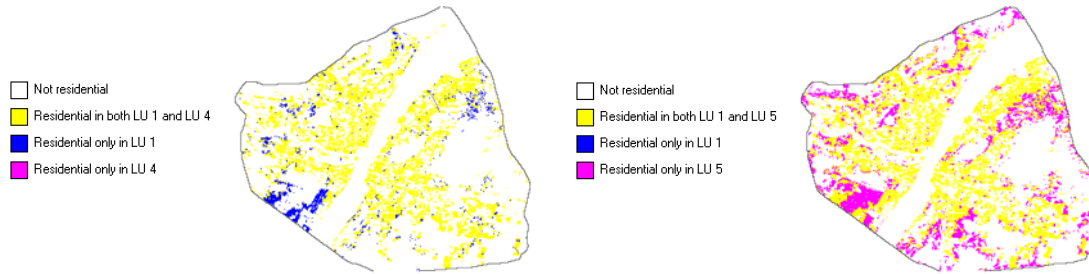 Not residential
Residential in both LU 1 and LU 4
Residential only in LU 1
Residential only in LU 4
Not residential
Residential in both LU 1 and LU 5
Residential only in LU 1
Residential only in LU 5